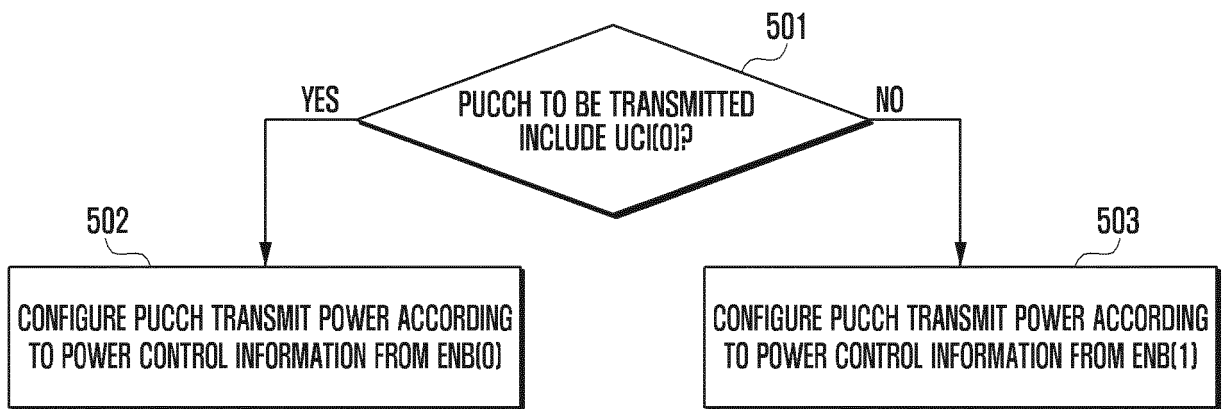 501
YES
PUCCH TO BE TRANSMITTED
INCLUDE UCI(0)?
NO
502
CONFIGURE PUCCH TRANSMIT POWER ACCORDING
TO POWER CONTROL INFORMATION FROM ENB(0)
503
CONFIGURE PUCCH TRANSMIT POWER ACCORDING
TO POWER CONTROL INFORMATION FROM ENB(1)